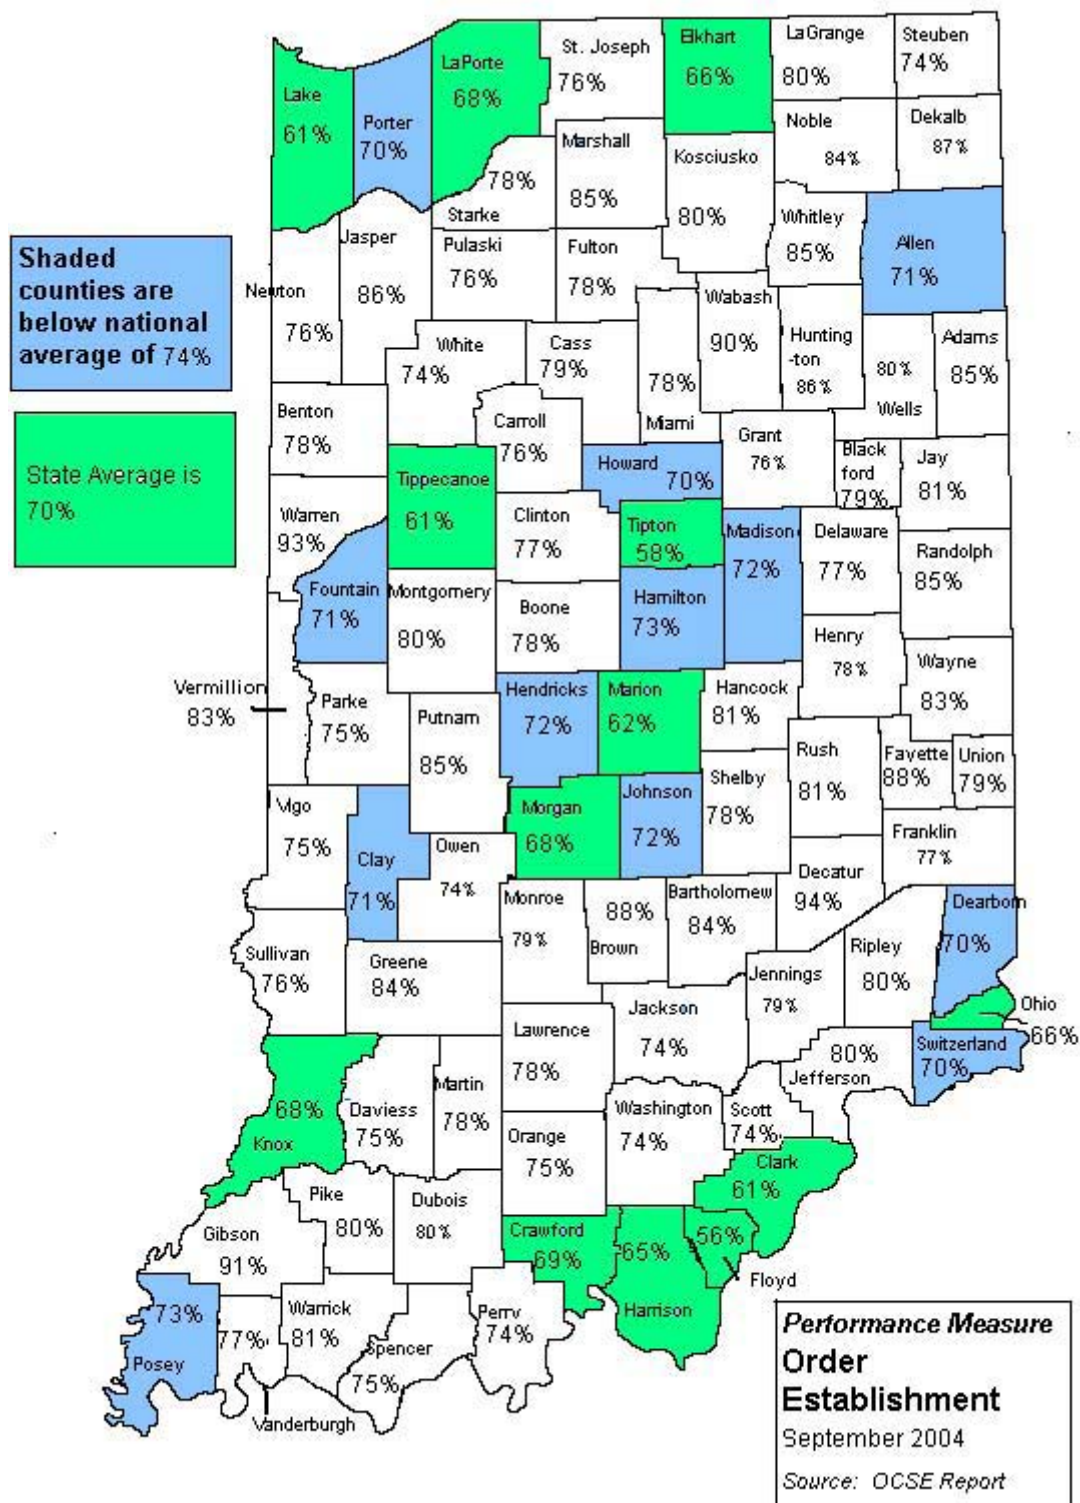 LaGrange
80%
Steuben
74%
St. Joseph
76%
Elkhart
66%
LaPorte
68%
Lake
61%
Porter
70%
Noble
84%
Dekalb
87%
Marshall
85%
Kosciusko
80%
78%
Starke
Whitley
85%
Allen
71%
Shaded
counties are
below national
average of 74%
Jasper
86%
Pulaski
76%
Fulton
78%
Newton
76%
Wabash
90%
Hunting
-ton
86%
80%
Wells
Adams
85%
White
74%
Cass
79%
78%
Miami
Benton
78%
Carroll
76%
Grant
76%
Black
ford
79%
Jay
81%
State Average is
70%
Tippecanoe
61%
Howard
70%
Warren
93%
Clinton
77%
Tipton
58%
Madison
72%
Delaware
77%
Randolph
85%
Fountain
71%
Montgomery
80%
Boone
78%
Hamilton
73%
Henry
78%
Wayne
83%
Vermillion
83%
Parke
75%
Putnam
85%
Hendricks
72%
Marion
62%
Hancock
81%
Rush
81%
Fayette
88%
Union
79%
Shelby
78%
Vigo
75%
Clay
71%
Owen
74%
Morgan
68%
Johnson
72%
Franklin
77%
Decatur
94%
Monroe
79%
88%
Brown
Bartholomew
84%
Dearborn
70%
Sullivan
76%
Greene
84%
Jennings
79%
Ripley
80%
Ohio
66%
Lawrence
78%
Jackson
74%
80%
Jefferson
Switzerland
70%
68%
Knox
Daviess
75%
Martin
78%
Orange
75%
Washington
74%
Scott
74%
Clark
61%
Pike
80%
Dubois
80%
Gibson
91%
Crawford
69%
65%
Harrison
56%
Floyd
73%
Posey
77%
Vanderburgh
Warrick
81%
Spencer
75%
Perry
74%
Performance Measure
Order
Establishment
September 2004
Source: OCSE Report